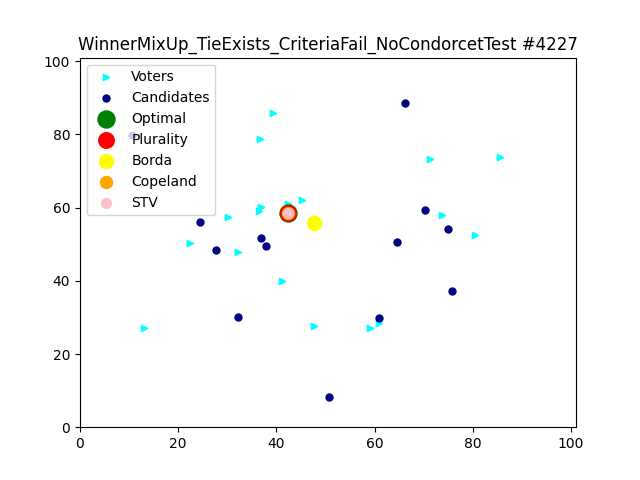 WinnerMixUp_TieExists_CriteriaFail_NoCondorcetTest #4227
100
80
60
40
20
0
Voters
Candidates
Optimal
Plurality
Borda
Copeland
STV
0 20 40 60 80 100